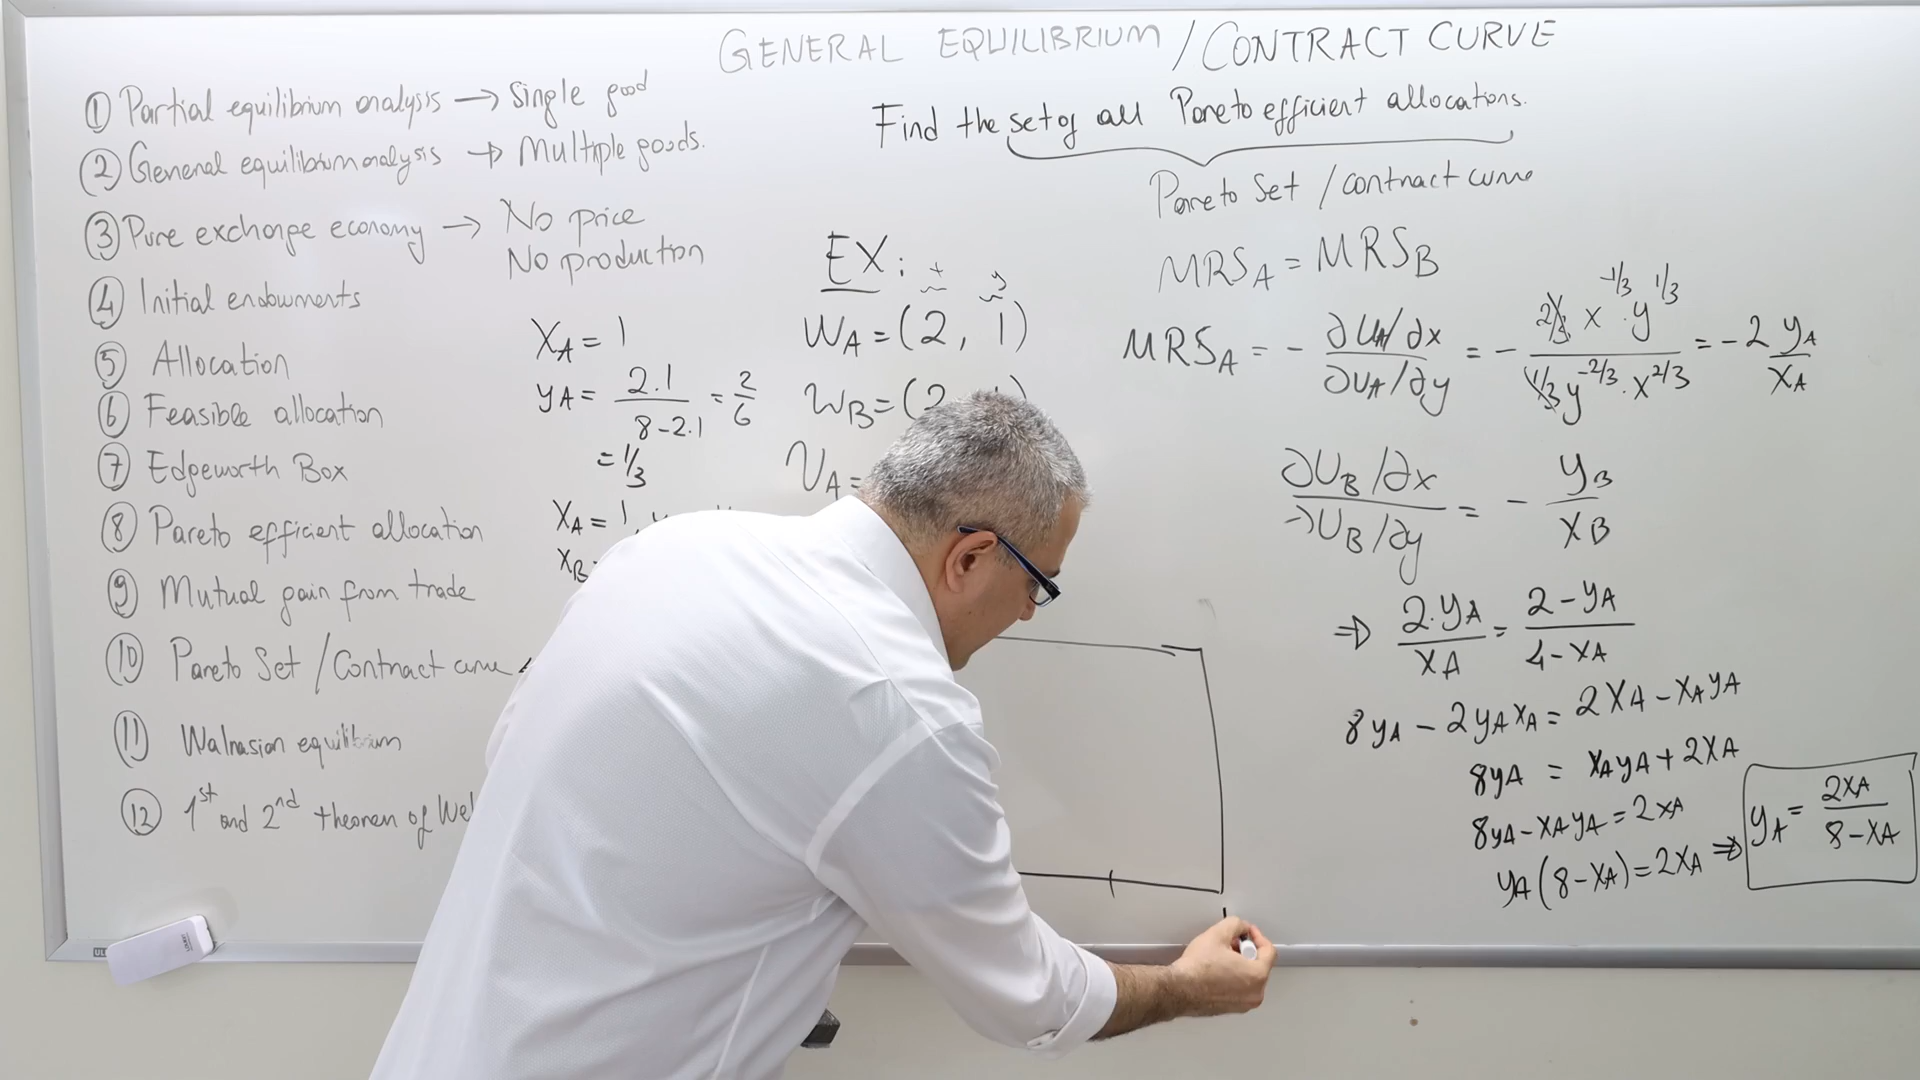 GENERAL EQUILIBRIUM / CONTRACT CURVE
① Partial equilibrium analysis → Single good
② General equilibrium analysis → Multiple goods.
③ Pure exchange economy → No price
No production
④ Initial endowments
⑤ Allocation
⑥ Feasible allocation
⑦ Edgeworth Box
⑧ Pareto efficient allocation
⑨ Mutual gain from trade
⑩ Pareto Set / Contract curve
⑪ Walrasian equilibrium
⑫ 1st and 2nd theorem of Wel
XA = 1
yA = 2.1 / 8-2.1 = 2/6
= 1/3
XA = 1,
XB
EX:
y
WA = (2, 1)
WB = (2
UA =
Find the set of all Pareto efficient allocations.
Pareto Set / contract curve
MRSA = MRSB
MRSA = - ∂UA/∂x / ∂UA/∂y = - 2/3 x^-1/3 . y^1/3 / 1/3 y^-2/3 . x^2/3 = -2 yA / xA
∂UB/∂x / ∂UB/∂y = - yB / xB
⇒ 2.yA / xA = 2-yA / 4-xA
8yA - 2yAxA = 2XA - XAyA
8yA = XAyA + 2XA
8yA - XAyA = 2XA
yA(8-XA) = 2XA ⇒ yA = 2XA / 8-XA